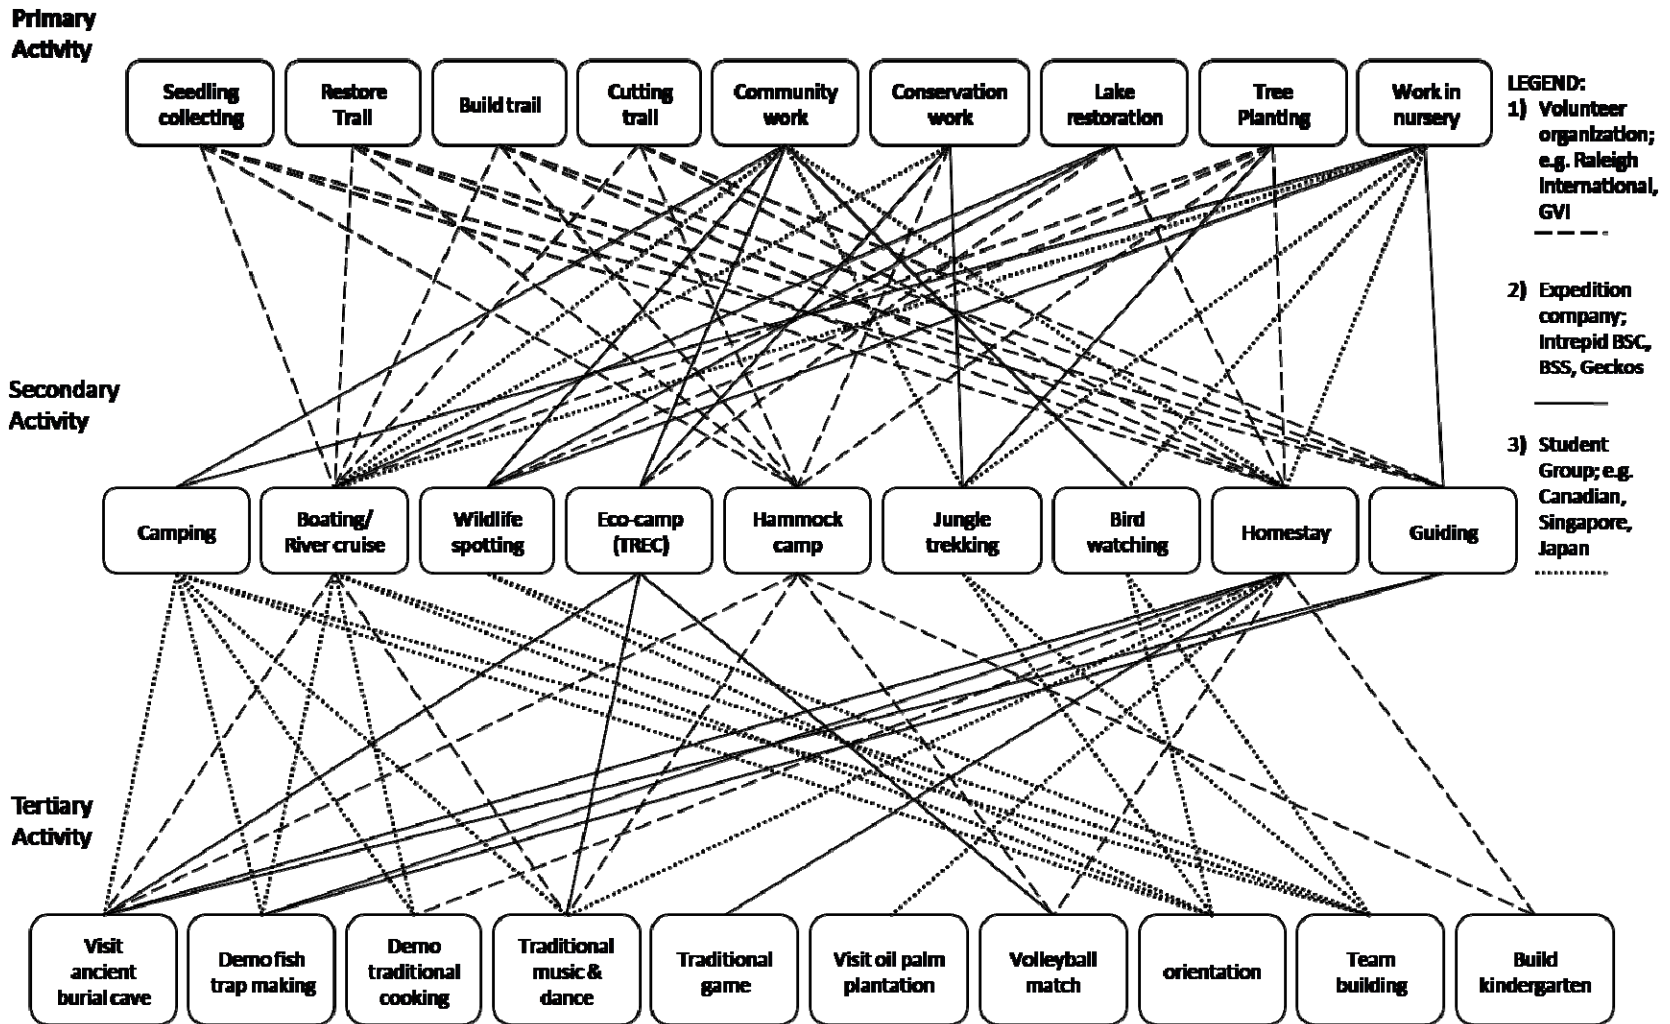 Primary
Activity
Seedling
collecting
Restore
Trail
Build trail
Cutting
trail
Community
work
Conservation
work
Lake
restoration
Tree
Planting
Work in
nursery
LEGEND:
1) Volunteer
organization;
e.g. Raleigh
International,
GVI
2) Expedition
company;
Intrepid BSC,
BSS, Geckos
3) Student
Group; e.g.
Canadian,
Singapore,
Japan
Secondary
Activity
Camping
Boating/
River cruise
Wildlife
spotting
Eco-camp
(TREC)
Hammock
camp
Jungle
trekking
Bird
watching
Homestay
Guiding
Tertiary
Activity
Visit
ancient
burial cave
Demo fish
trap making
Demo
traditional
cooking
Traditional
music &
dance
Traditional
game
Visit oil palm
plantation
Volleyball
match
orientation
Team
building
Build
kindergarten